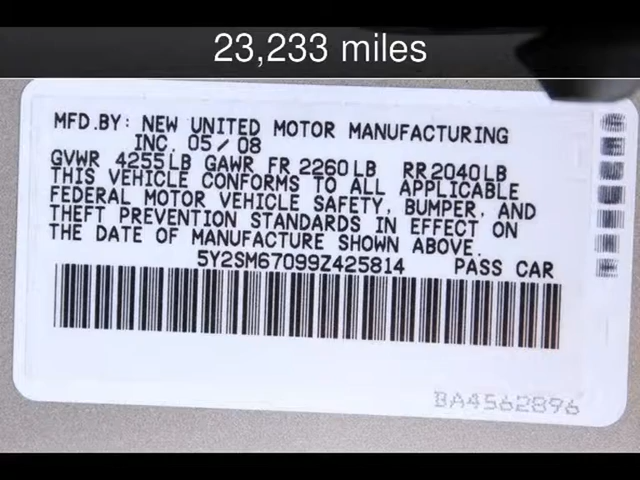 23,233 miles
MFD.BY: NEW UNITED MOTOR MANUFACTURING
INC. 05/08
GVWR 4255LB GAWR FR 2260LB RR2040LB
THIS VEHICLE CONFORMS TO ALL APPLICABLE
FEDERAL MOTOR VEHICLE SAFETY, BUMPER, AND
THEFT PREVENTION STANDARDS IN EFFECT ON
THE DATE OF MANUFACTURE SHOWN ABOVE.
5Y2SM67099Z425814 PASS CAR
BA4562896